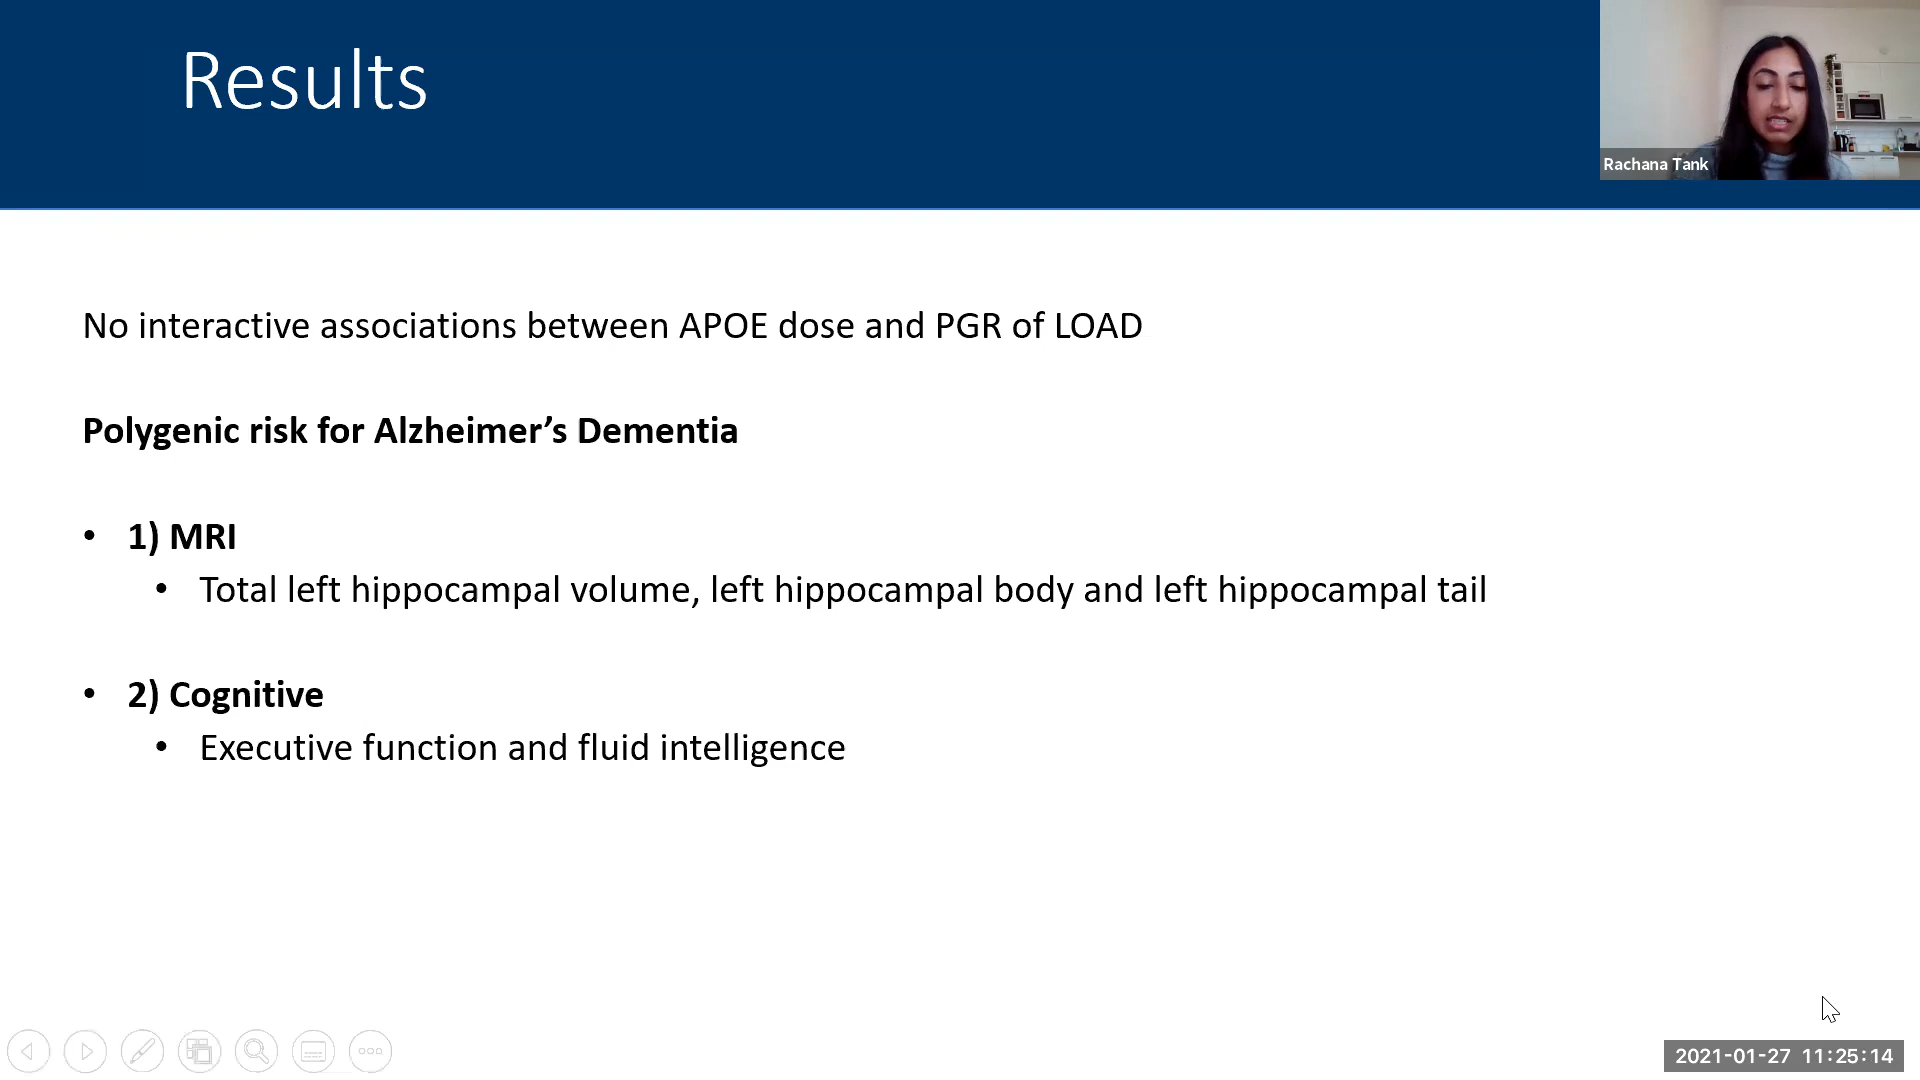 Results
Rachana Tank
No interactive associations between APOE dose and PGR of LOAD
Polygenic risk for Alzheimer’s Dementia
• 1) MRI
• Total left hippocampal volume, left hippocampal body and left hippocampal tail
• 2) Cognitive
• Executive function and fluid intelligence
2021-01-27 11:25:14